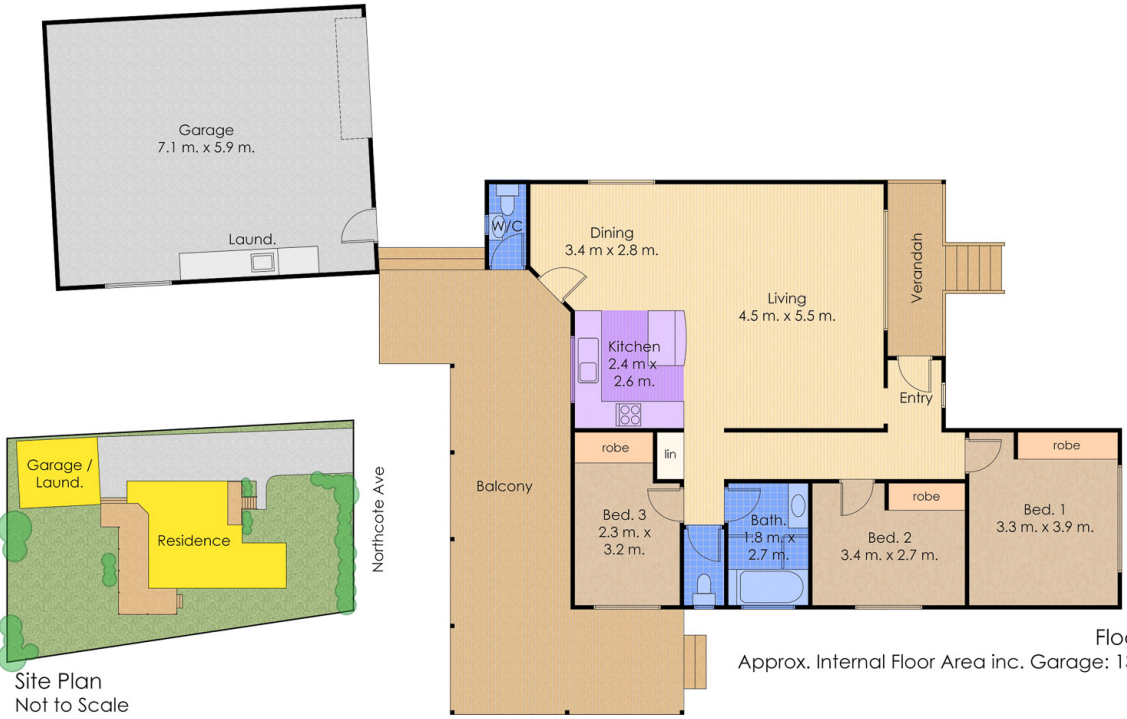 Garage
7.1 m. x 5.9 m.
Laund.
W/C
Dining
3.4 m x 2.8 m.
Living
4.5 m. x 5.5 m.
Verandah
Kitchen
2.4 m x
2.6 m.
Entry
Balcony
robe
lin
Bed. 3
2.3 m. x
3.2 m.
Bath.
1.8 m. x
2.7 m.
robe
Bed. 2
3.4 m. x 2.7 m.
robe
Bed. 1
3.3 m. x 3.9 m.
Garage /
Laund.
Residence
Northcote Ave
Site Plan
Not to Scale
Approx. Internal Floor Area inc. Garage: